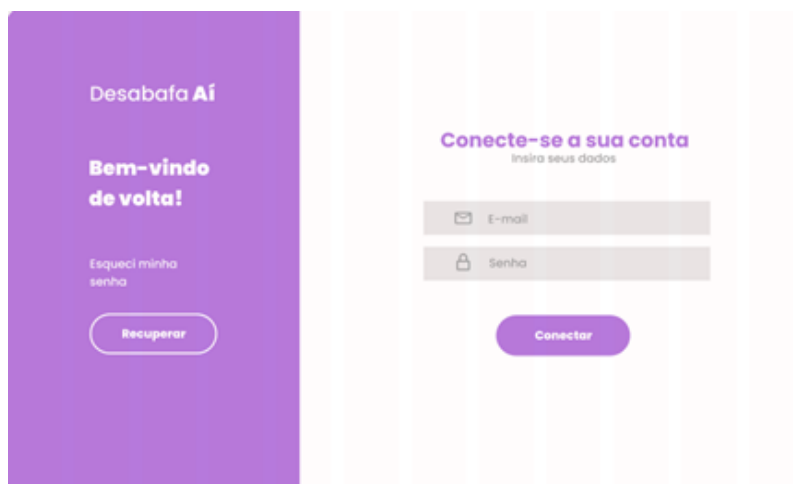 Desabafa Aí
Bem-vindo
de volta!
Esqueci minha
senha
Recuperar
Conecte-se a sua conta
Insira seus dados
E-mail
Senha
Conectar